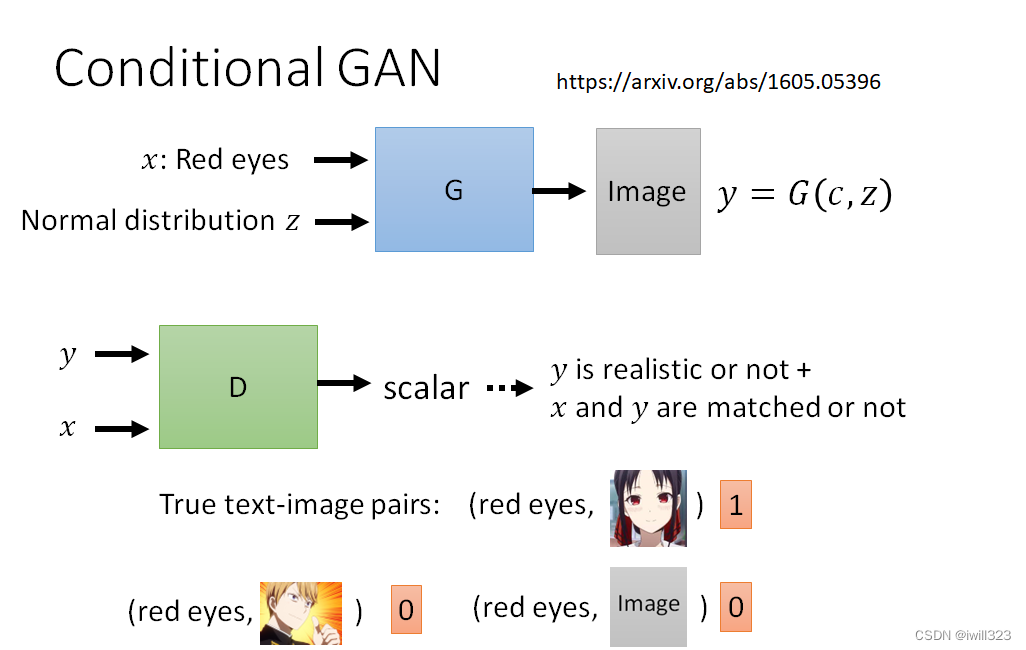 Conditional GAN
https://arxiv.org/abs/1605.05396
𝑥: Red eyes
Normal distribution 𝑧
G
Image
𝑦 = 𝐺(𝑐, 𝑧)
𝑦
𝑥
D
scalar
𝑦 is realistic or not +
𝑥 and 𝑦 are matched or not
True text-image pairs: (red eyes, ) 1
(red eyes, ) 0
(red eyes, Image ) 0
CSDN @iwill323